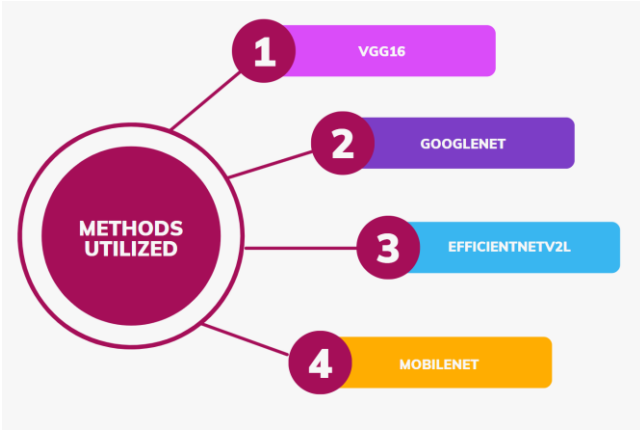 METHODS
UTILIZED
1
VGG16
2
GOOGLENET
3
EFFICIENTNETV2L
4
MOBILENET